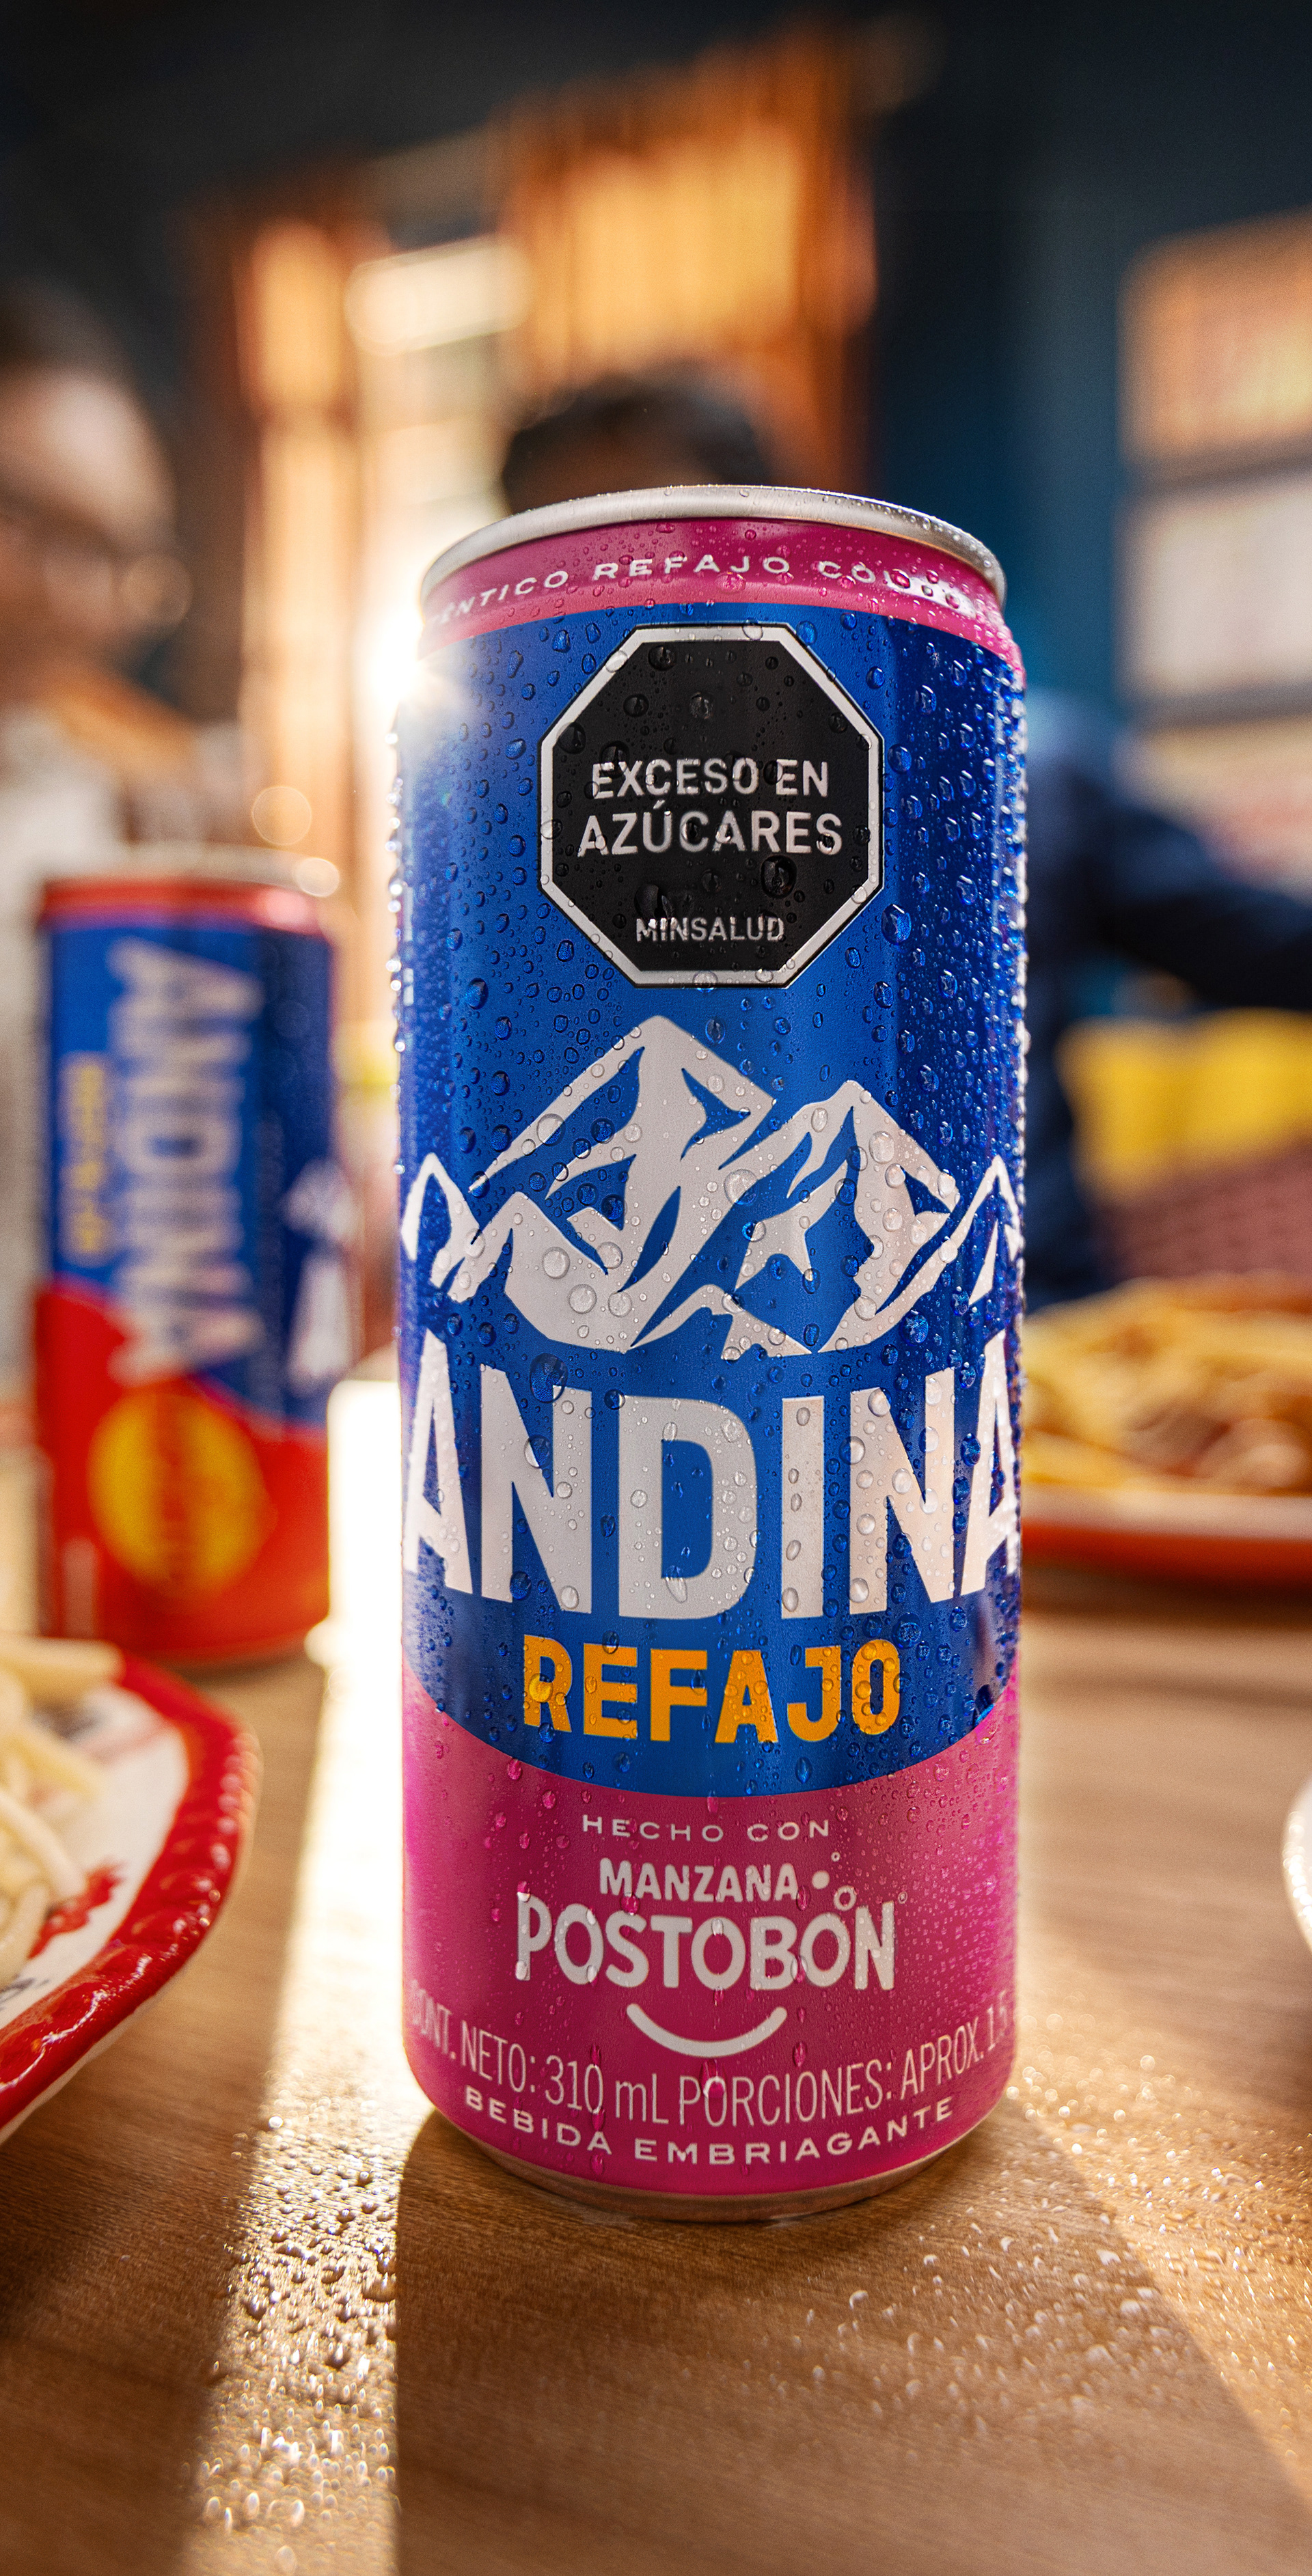 REFAJO
EXCESO EN
AZÚCARES
MINSALUD
ANDINA
REFAJO
HECHO CON
MANZANA
POSTOBÓN
CONT. NETO: 310 mL PORCIONES: APROX.
BEBIDA EMBRIAGANTE
ANDINA